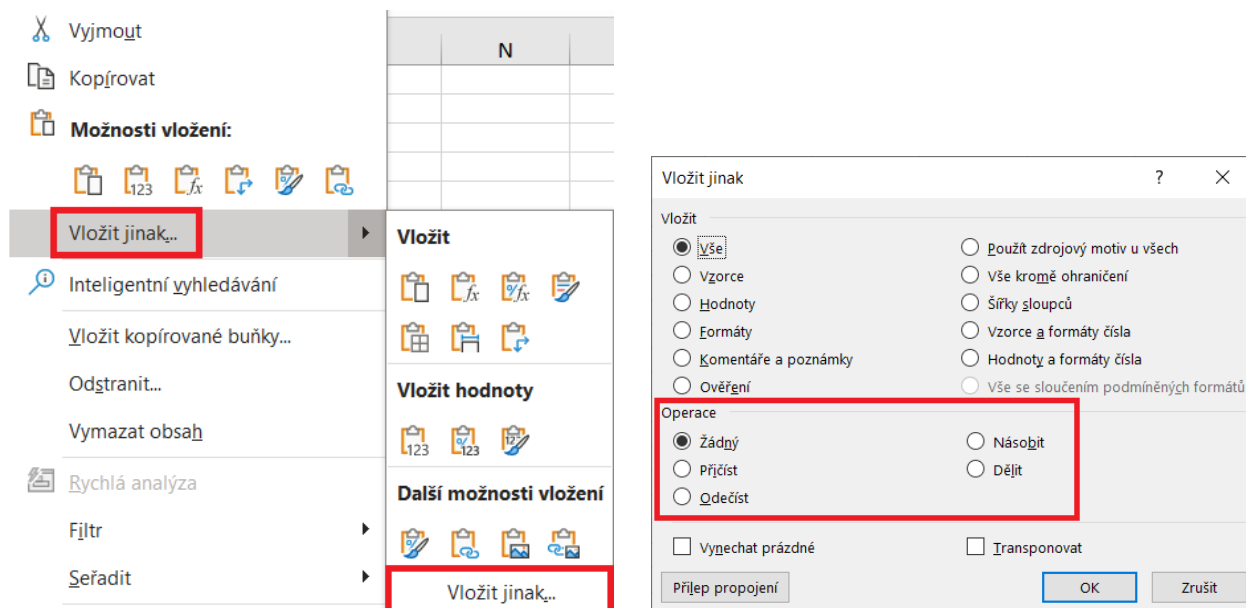 Vyjmout
Kopírovat
Možnosti vložení:
Vložit jinak...
Inteligentní vyhledávání
Vložit kopírované buňky...
Odstranit...
Vymazat obsah
Rychlá analýza
Filtr
Seřadit
N
Vložit
Vložit hodnoty
Další možnosti vložení
Vložit jinak...
Vložit jinak
Vložit
Vše
Použít zdrojový motiv u všech
Vzorce
Vše kromě ohraničení
Hodnoty
Šířky sloupců
Formáty
Vzorce a formáty čísla
Komentáře a poznámky
Hodnoty a formáty čísla
Ověření
Vše se sloučením podmíněných formátů
Operace
Žádný
Násobit
Přičíst
Dělit
Odečíst
Vynechat prázdné
Transponovat
Přilep propojení
OK
Zrušit